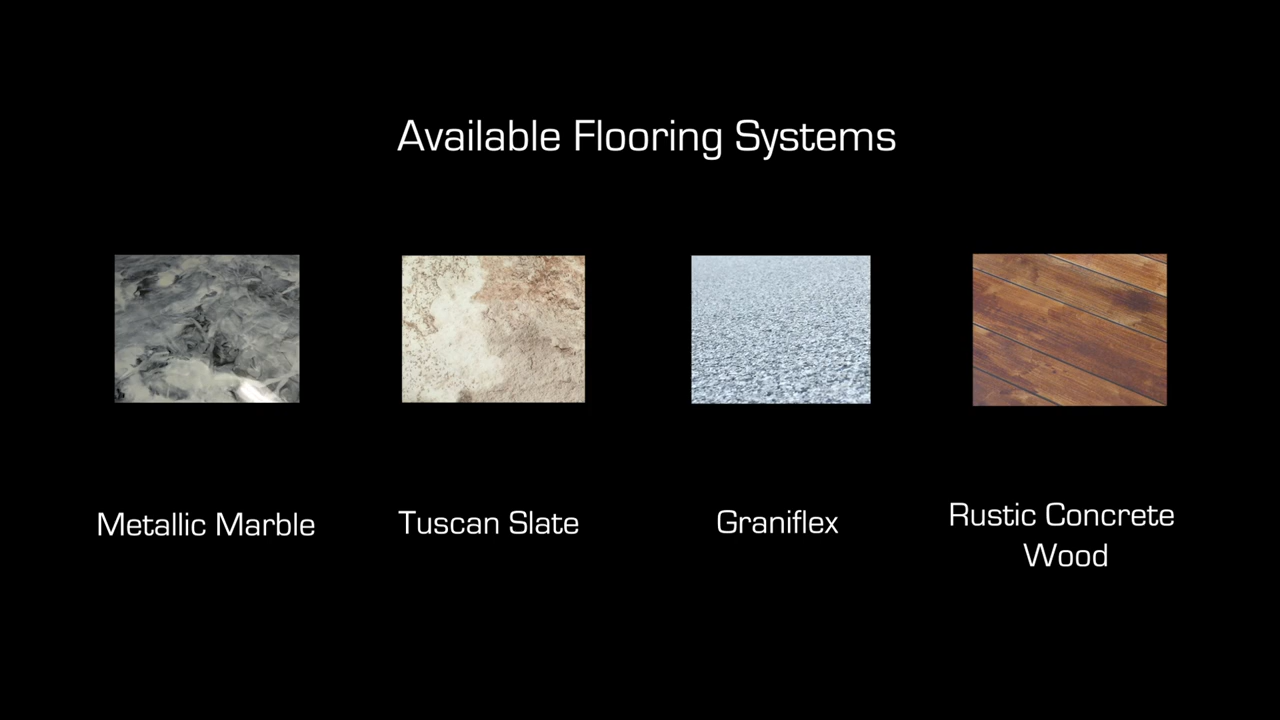 Available Flooring Systems
Metallic Marble
Tuscan Slate
Graniflex
Rustic Concrete
Wood